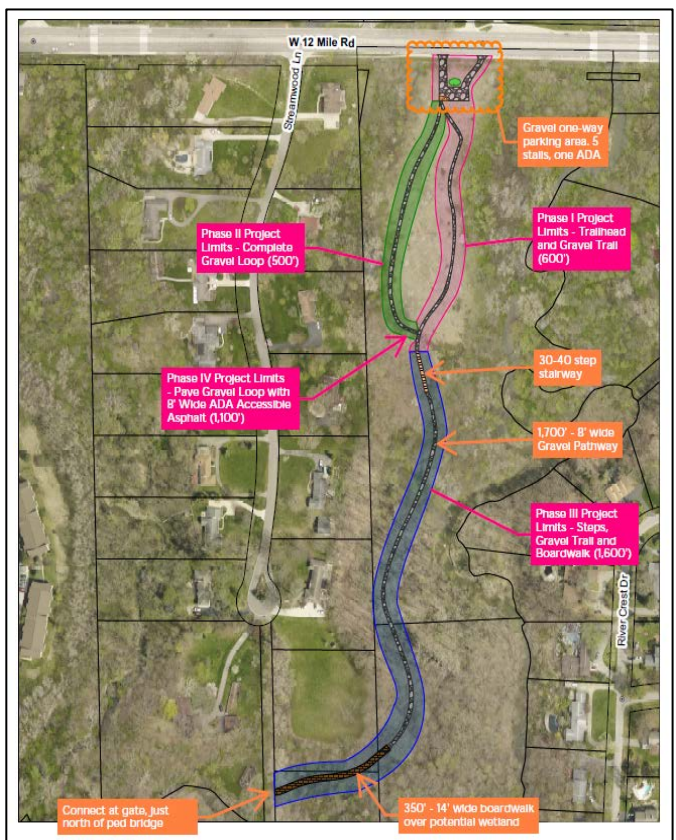 W 12 Mile Rd
Streamwood Ln
Gravel one-way
parking area. 5
stalls, one ADA
Phase II Project
Limits - Complete
Gravel Loop (500')
Phase I Project
Limits - Trailhead
and Gravel Trail
(600')
Phase IV Project Limits
- Pave Gravel Loop with
8' Wide ADA Accessible
Asphalt (1,100')
30-40 step
stairway
1,700' - 8' wide
Gravel Pathway
Phase III Project
Limits - Steps,
Gravel Trail and
Boardwalk (1,600')
River Crest Dr
Connect at gate, just
north of ped bridge
350' - 14' wide boardwalk
over potential wetland